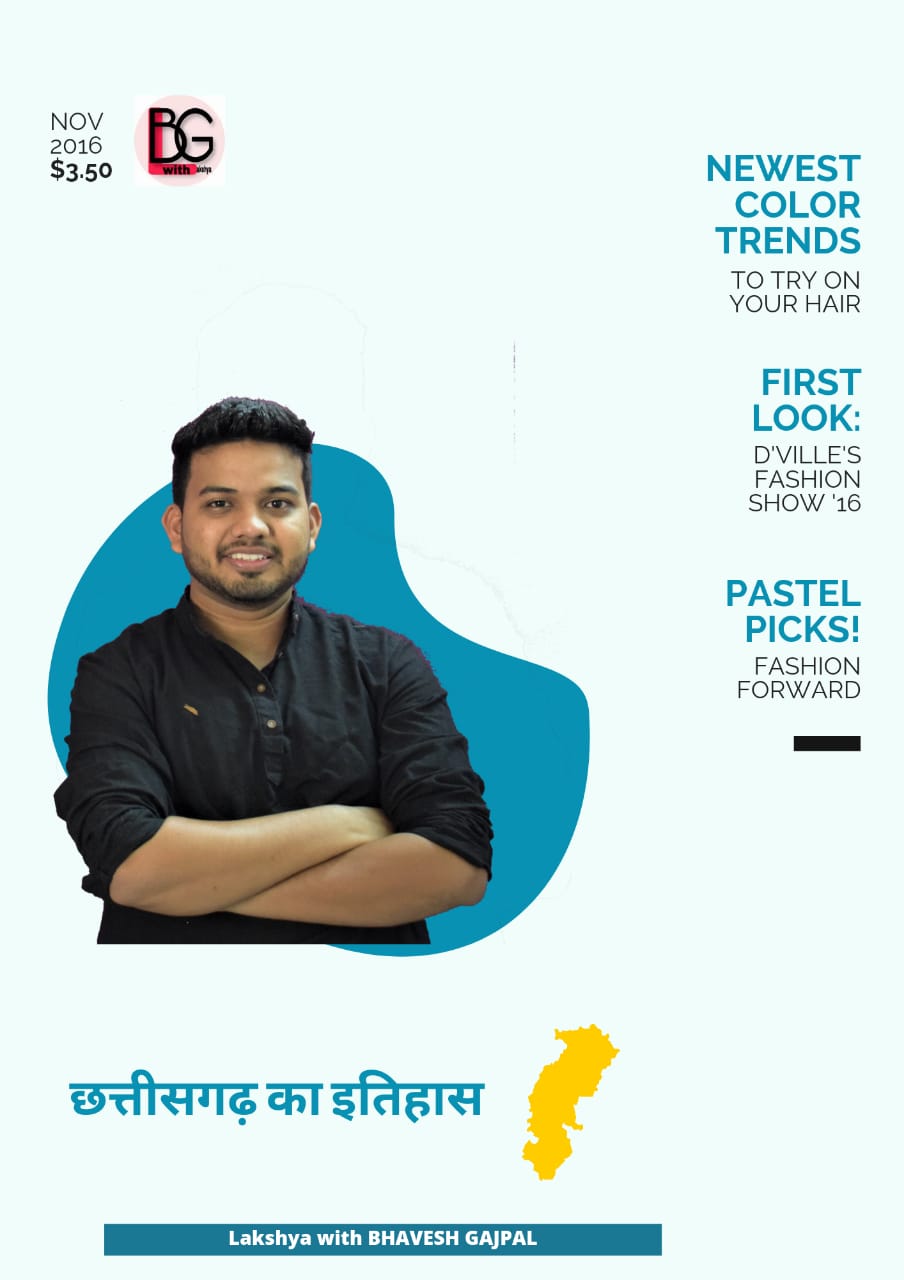 NOV
2016
$3.50
BG
with
NEWEST
COLOR
TRENDS
TO TRY ON
YOUR HAIR
FIRST
LOOK:
D'VILLE'S
FASHION
SHOW '16
PASTEL
PICKS!
FASHION
FORWARD
छत्तीसगढ़ का इतिहास
Lakshya with BHAVESH GAJPAL